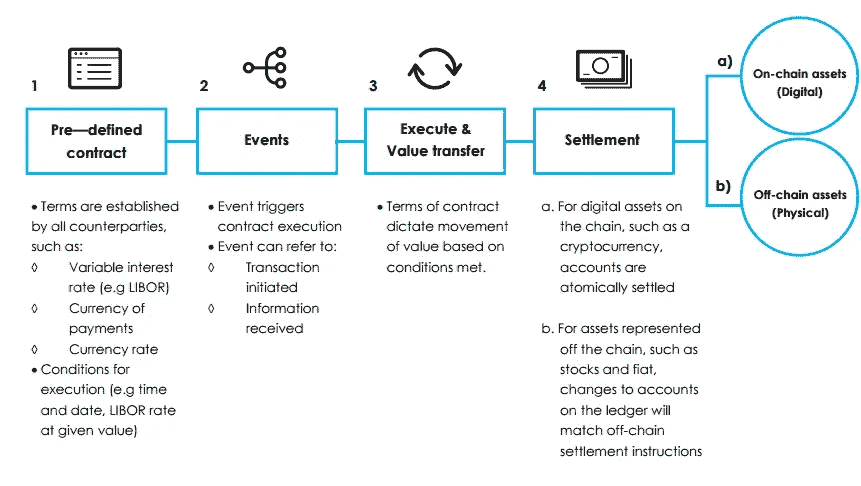 1
Pre—defined
contract
• Terms are established
by all counterparties,
such as:
◊ Variable interest
rate (e.g LIBOR)
◊ Currency of
payments
◊ Currency rate
• Conditions for
execution (e.g time
and date, LIBOR rate
at given value)
2
Events
• Event triggers
contract execution
• Event can refer to:
◊ Transaction
initiated
◊ Information
received
3
Execute &
Value transfer
• Terms of contract
dictate movement
of value based on
conditions met.
4
Settlement
a. For digital assets on
the chain, such as a
cryptocurrency,
accounts are
atomically settled
b. For assets represented
off the chain, such as
stocks and fiat,
changes to accounts
on the ledger will
match off-chain
settlement instructions
a)
On-chain assets
(Digital)
b)
Off-chain assets
(Physical)